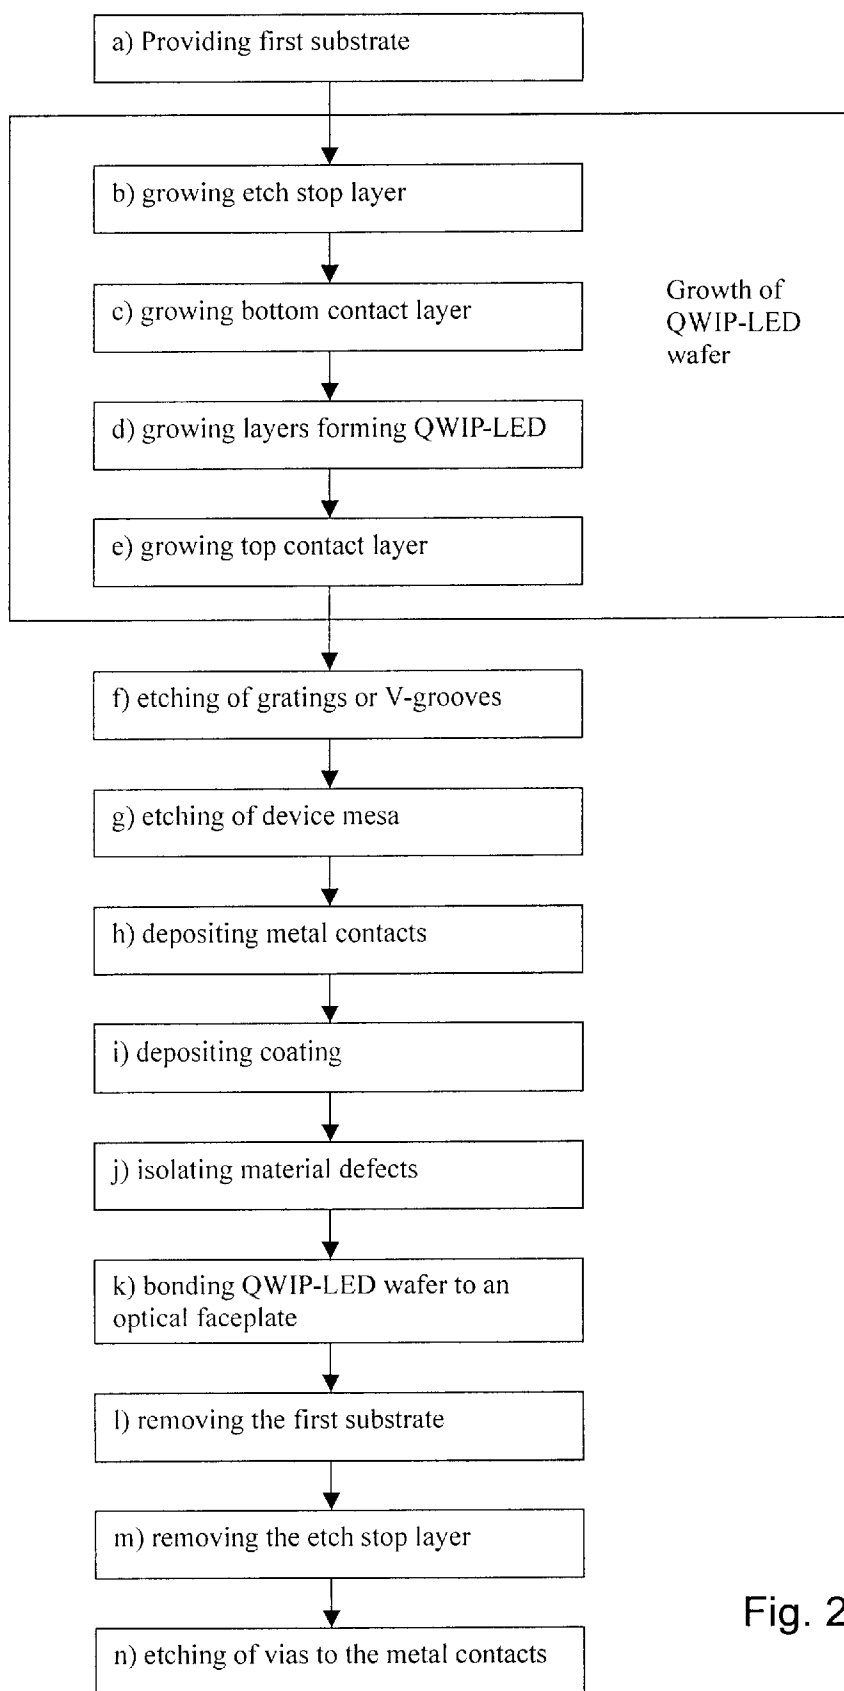 a) Providing first substrate
b) growing etch stop layer
c) growing bottom contact layer
Growth of
QWIP-LED
wafer
d) growing layers forming QWIP-LED
e) growing top contact layer
f) etching of gratings or V-grooves
g) etching of device mesa
h) depositing metal contacts
i) depositing coating
j) isolating material defects
k) bonding QWIP-LED wafer to an
optical faceplate
l) removing the first substrate
m) removing the etch stop layer
n) etching of vias to the metal contacts
Fig. 2